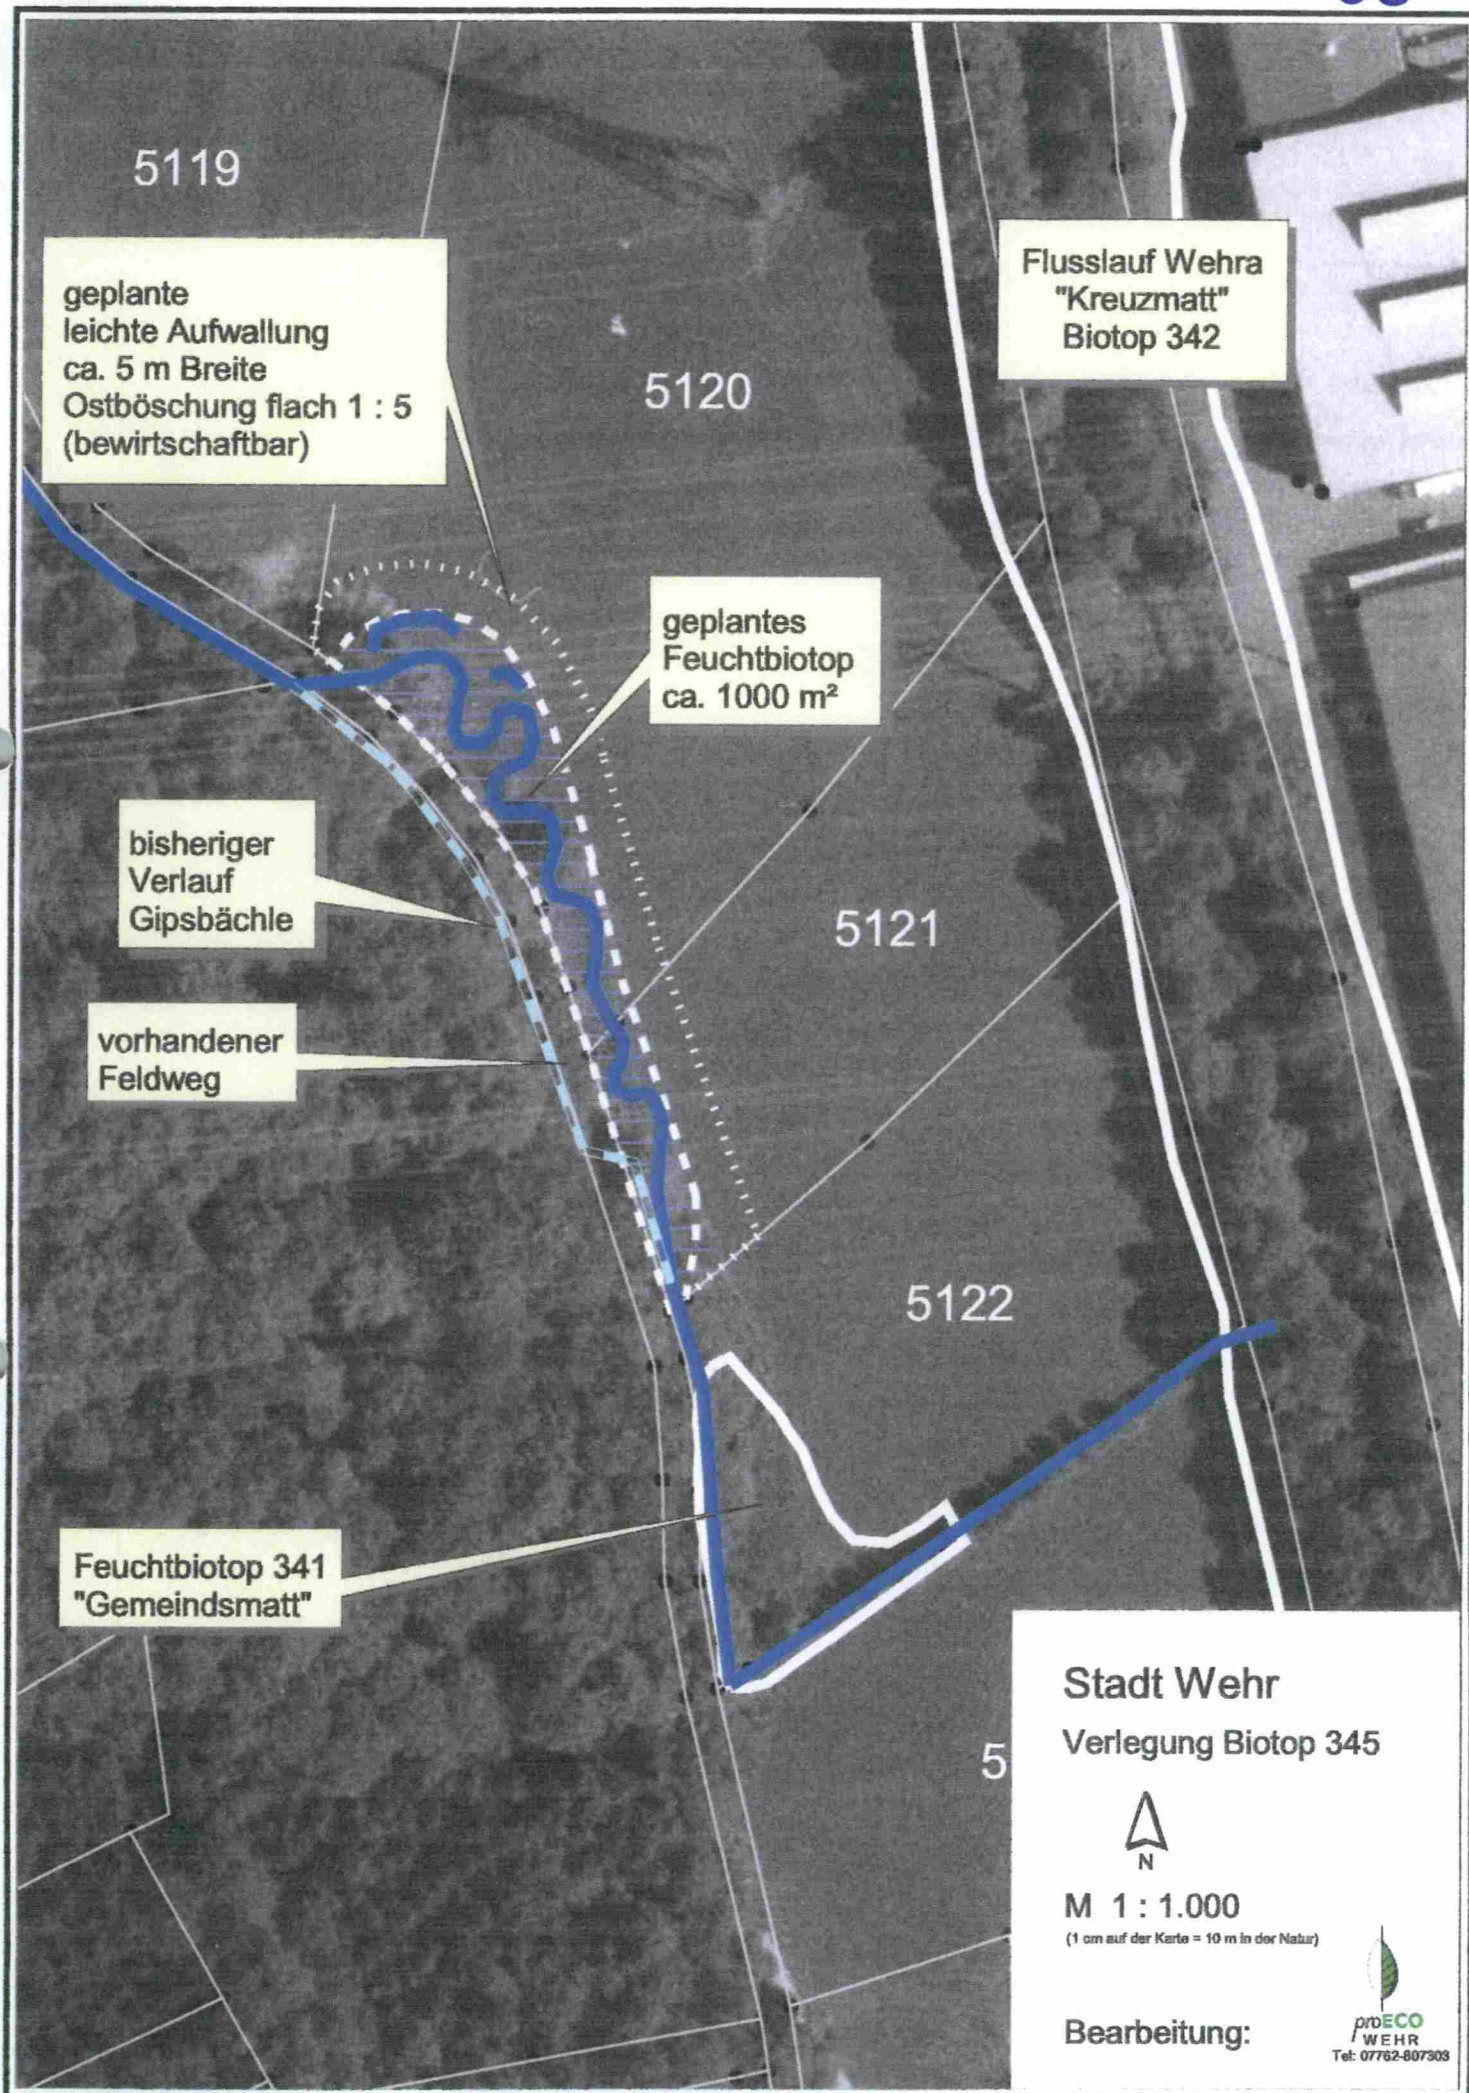 5119
geplante
leichte Aufwallung
ca. 5 m Breite
Ostböschung flach 1 : 5
(bewirtschaftbar)
Flusslauf Wehra
"Kreuzmatt"
Biotop 342
5120
geplantes
Feuchtbiotop
ca. 1000 m²
bisheriger
Verlauf
Gipsbächle
5121
vorhandener
Feldweg
5122
Feuchtbiotop 341
"Gemeindsmatt"
5
Stadt Wehr
Verlegung Biotop 345
N
M 1 : 1.000
(1 cm auf der Karte = 10 m in der Natur)
Bearbeitung:
proECO
WEHR
Tel: 07762-807303